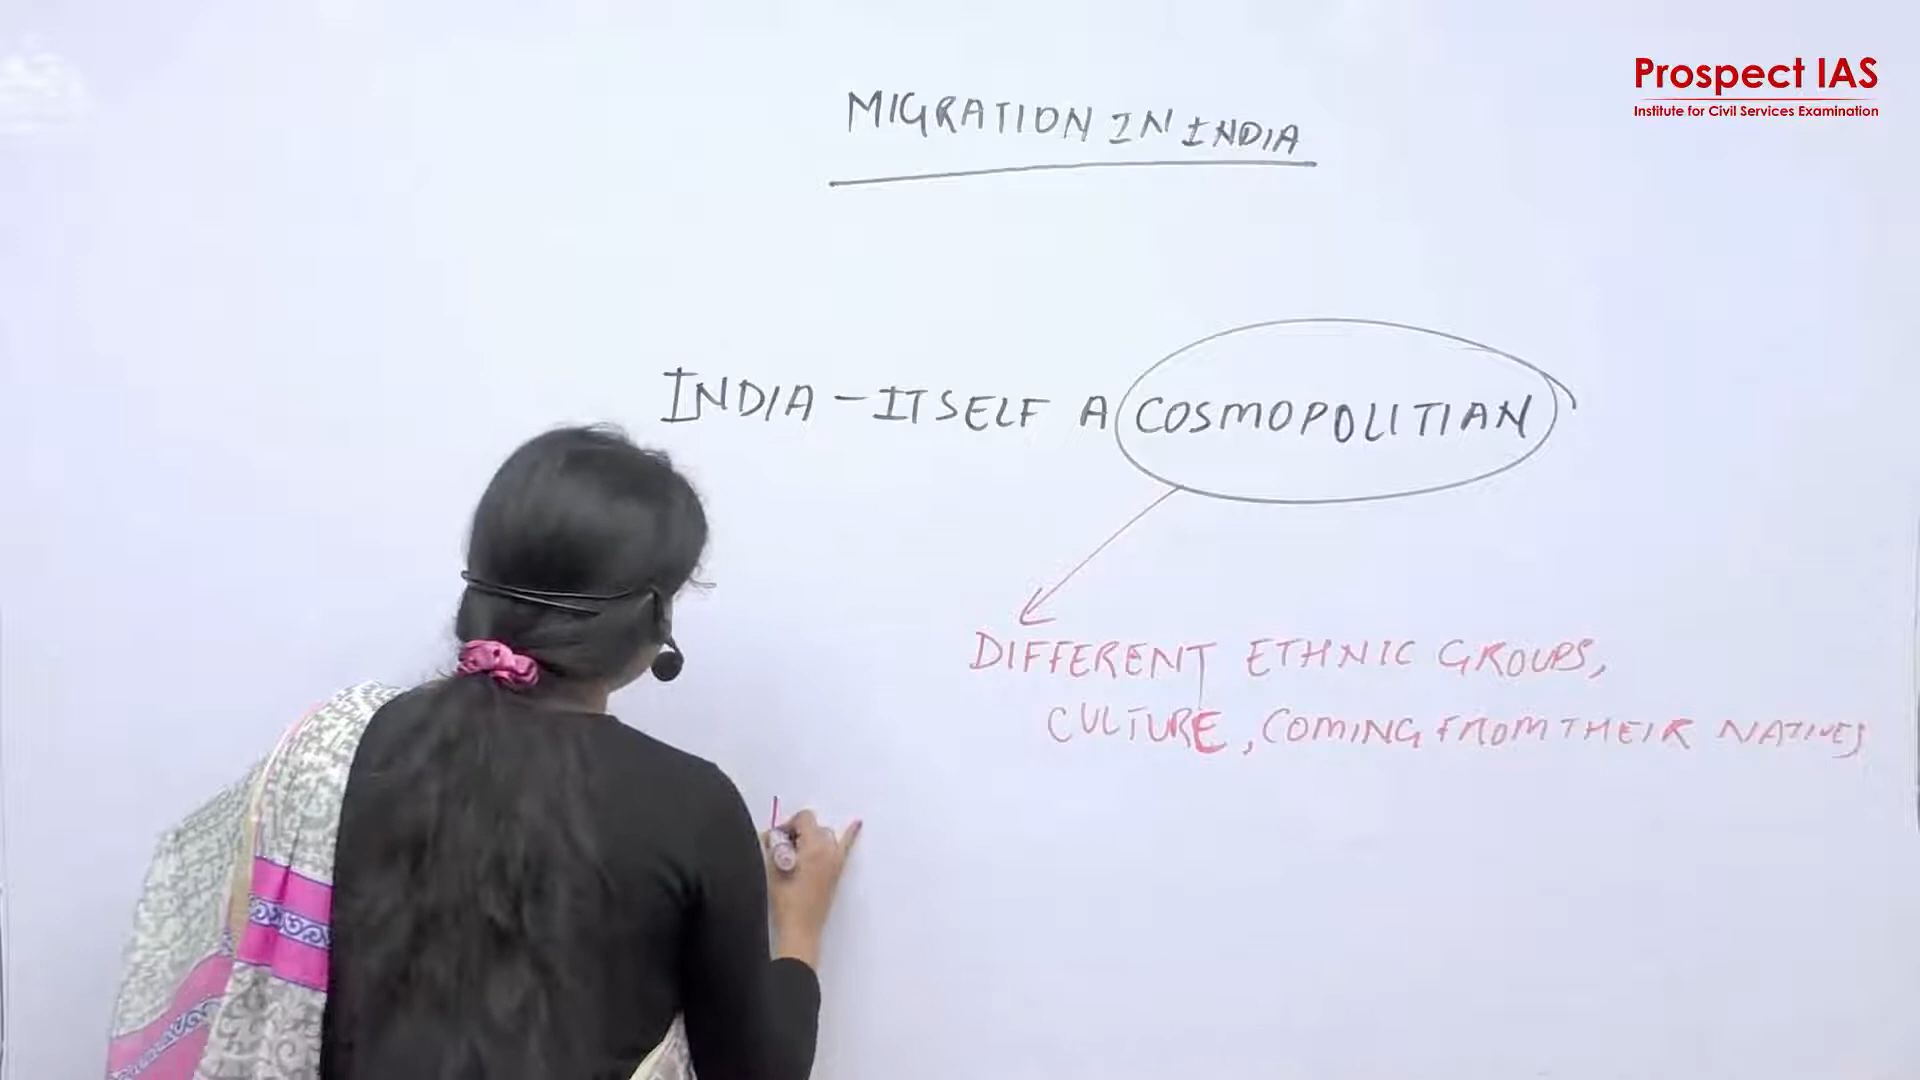 Prospect IAS
Institute for Civil Services Examination
MIGRATION IN INDIA
INDIA - ITSELF A COSMOPOLITIAN
DIFFERENT ETHNIC GROUPS,
CULTURE, COMING FROM THEIR NATIVES